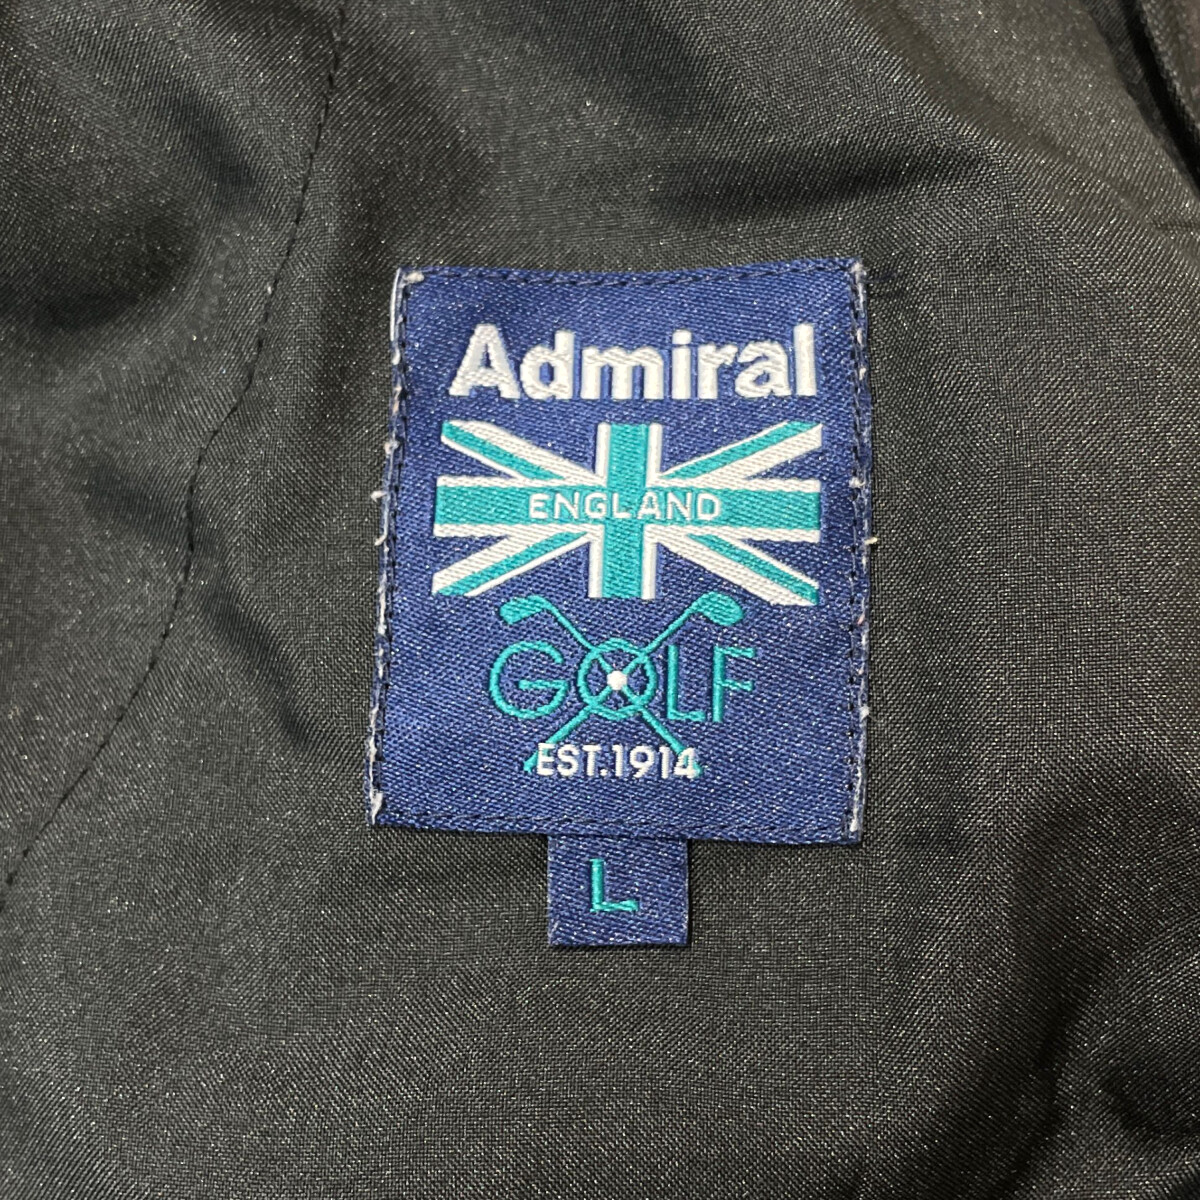 Admiral
ENGLAND
GOLF
EST.1914
L